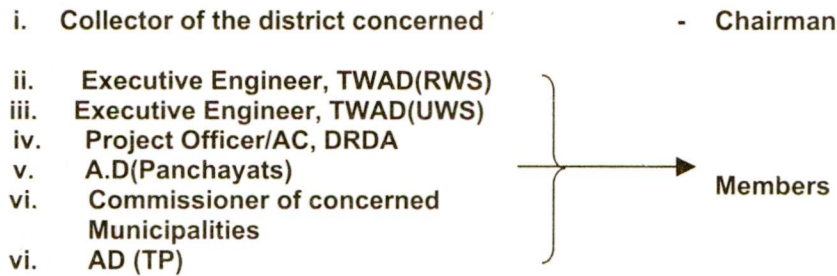 i. Collector of the district concerned - Chairman
ii. Executive Engineer, TWAD(RWS)
iii. Executive Engineer, TWAD(UWS)
iv. Project Officer/AC, DRDA
v. A.D(Panchayats)
vi. Commissioner of concerned
Municipalities
vi. AD (TP)
Members